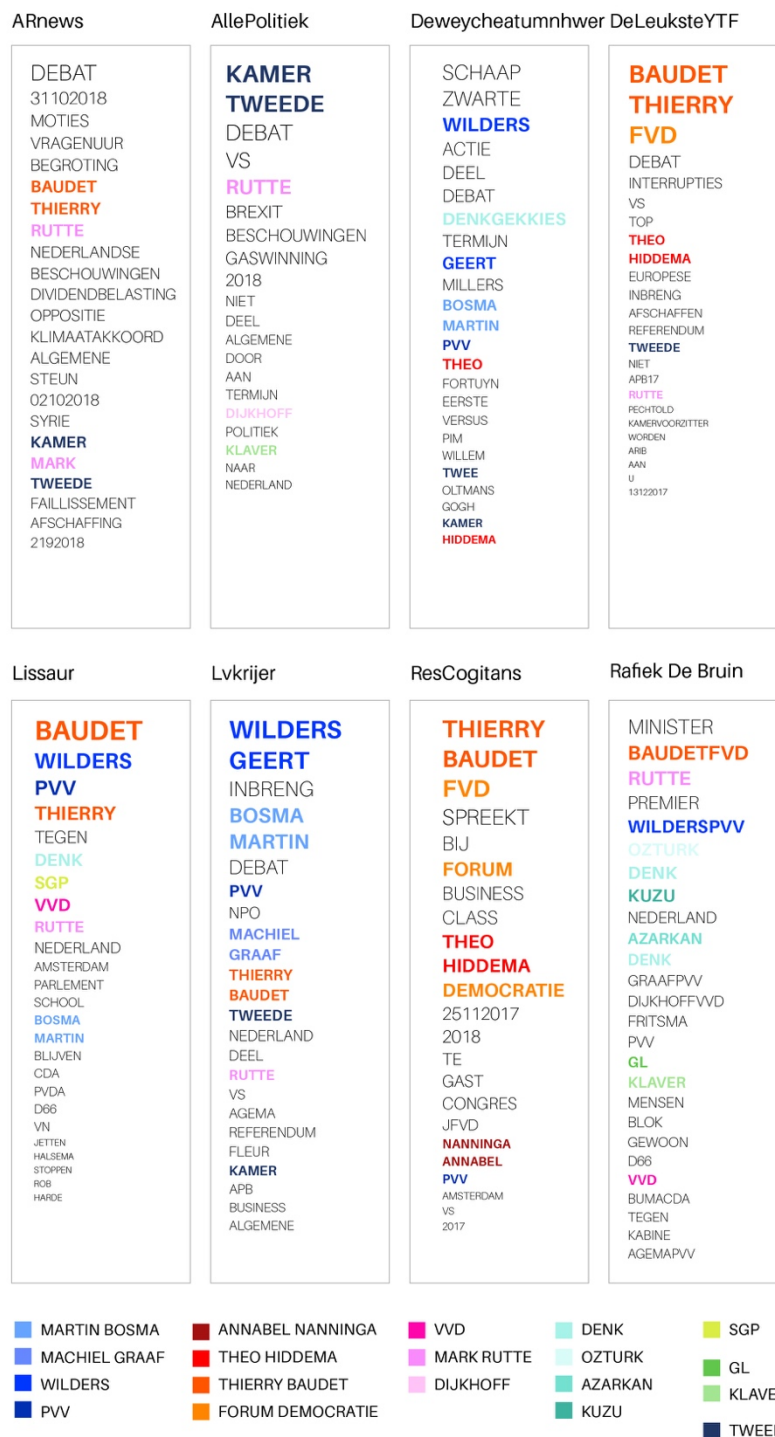 ARnews
DEBAT
31102018
MOTIES
VRAGENUUR
BEGROTING
BAUDET
THIERRY
RUTTE
NEDERLANDSE
BESCHOUWINGEN
DIVIDENDBELASTING
OPPOSITIE
KLIMAATAKKOORD
ALGEMENE
STEUN
02102018
SYRIE
KAMER
MARK
TWEEDE
FAILLISSEMENT
AFSCHAFFING
2192018
AllePolitiek
KAMER
TWEEDE
DEBAT
VS
RUTTE
BREXIT
BESCHOUWINGEN
GASWINNING
2018
NIET
DEEL
ALGEMENE
DOOR
AAN
TERMIJN
DIJKHOFF
POLITIEK
KLAVER
NAAR
NEDERLAND
Deweycheatumnhwer
SCHAAP
ZWARTE
WILDERS
ACTIE
DEEL
DEBAT
DENKGEKKIES
TERMIJN
GEERT
MILLERS
BOSMA
MARTIN
PVV
THEO
FORTUYN
EERSTE
VERSUS
PIM
WILLEM
TWEE
OLTMANS
GOGH
KAMER
HIDDEMA
DeLeuksteYTF
BAUDET
THIERRY
FVD
DEBAT
INTERRUPTIES
VS
TOP
THEO
HIDDEMA
EUROPESE
INBRENG
AFSCHAFFEN
REFERENDUM
TWEEDE
NIET
APB17
RUTTE
PECHTOLD
KAMERVOORZITTER
WORDEN
ARIB
AAN
U
13122017
Lissaur
BAUDET
WILDERS
PVV
THIERRY
TEGEN
DENK
SGP
VVD
RUTTE
NEDERLAND
AMSTERDAM
PARLEMENT
SCHOOL
BOSMA
MARTIN
BLIJVEN
CDA
PVDA
D66
VN
JETTEN
HALSEMA
STOPPEN
ROB
HARDE
Lvkrijer
WILDERS
GEERT
INBRENG
BOSMA
MARTIN
DEBAT
PVV
NPO
MACHIEL
GRAAF
THIERRY
BAUDET
TWEEDE
NEDERLAND
DEEL
RUTTE
VS
AGEMA
REFERENDUM
FLEUR
KAMER
APB
BUSINESS
ALGEMENE
ResCogitans
THIERRY
BAUDET
FVD
SPREEKT
BIJ
FORUM
BUSINESS
CLASS
THEO
HIDDEMA
DEMOCRATIE
25112017
2018
TE
GAST
CONGRES
JFVD
NANNINGA
ANNABEL
PVV
AMSTERDAM
VS
2017
Rafiek De Bruin
MINISTER
BAUDETFVD
RUTTE
PREMIER
WILDERSPVV
OZTURK
DENK
KUZU
NEDERLAND
AZARKAN
DENK
GRAAFPVV
DIJKHOFFVVD
FRITSMA
PVV
GL
KLAVER
MENSEN
BLOK
GEWOON
D66
VVD
BUMACDA
TEGEN
KABINE
AGEMAPVV
MARTIN BOSMA
MACHIEL GRAAF
WILDERS
PVV
ANNABEL NANNINGA
THEO HIDDEMA
THIERRY BAUDET
FORUM DEMOCRATIE
VVD
MARK RUTTE
DIJKHOFF
DENK
OZTURK
AZARKAN
KUZU
SGP
GL
KLAVE